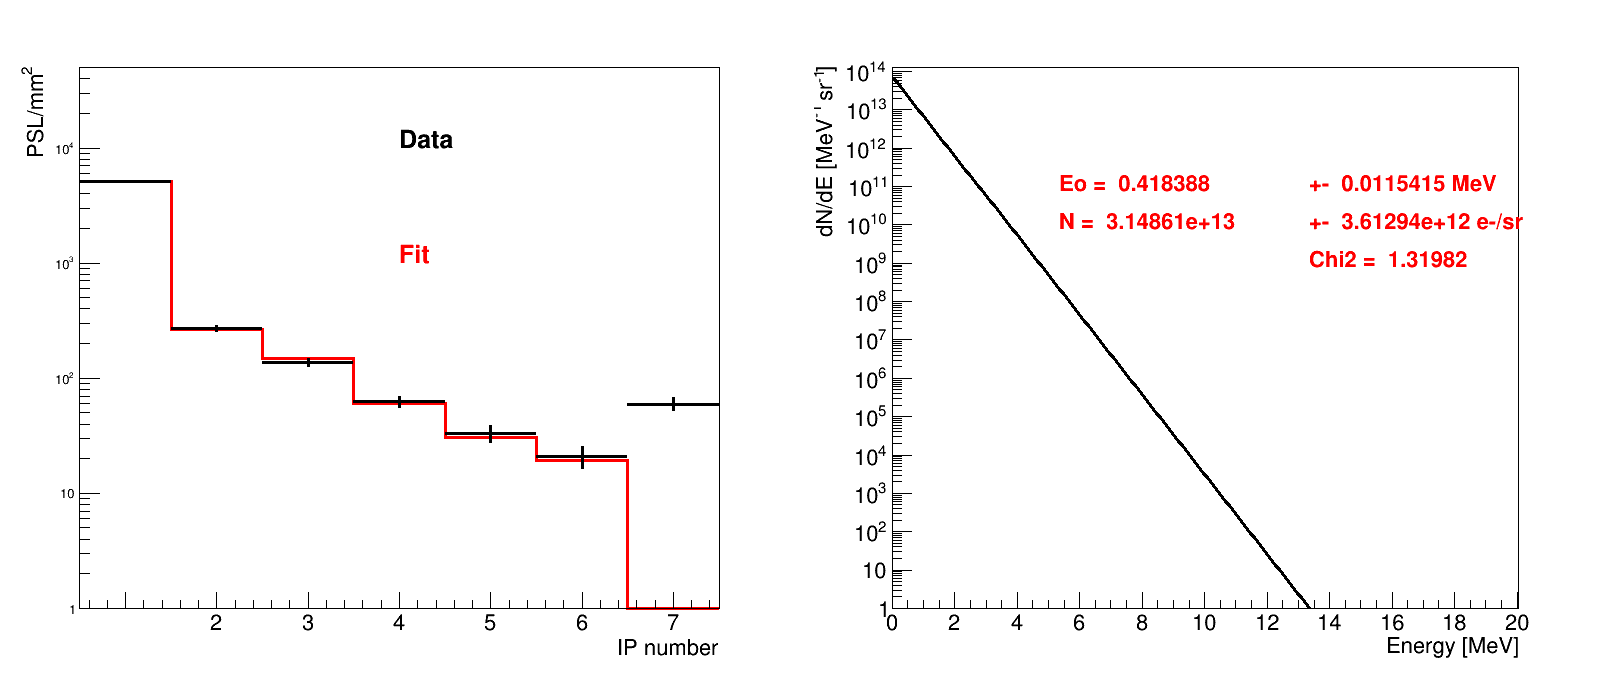 PSL/mm²
10⁴
10³
10²
10
1
Data
Fit
2 3 4 5 6 7
IP number
dN/dE [MeV⁻¹ sr⁻¹]
10¹⁴
10¹³
10¹²
10¹¹
10¹⁰
10⁹
10⁸
10⁷
10⁶
10⁵
10⁴
10³
10²
10
1
Eo = 0.418388 +- 0.0115415 MeV
N = 3.14861e+13 +- 3.61294e+12 e-/sr
Chi2 = 1.31982
0 2 4 6 8 10 12 14 16 18 20
Energy [MeV]